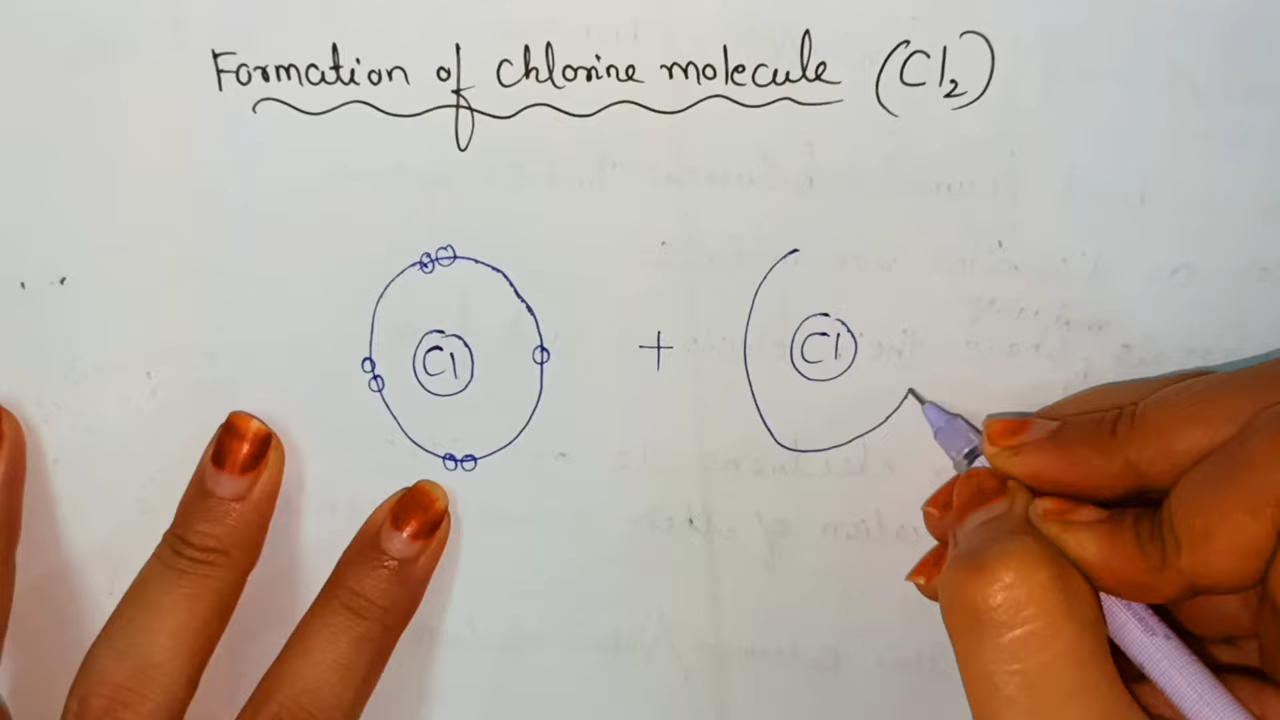 Formation of chlorine molecule (Cl₂)
Cl + Cl